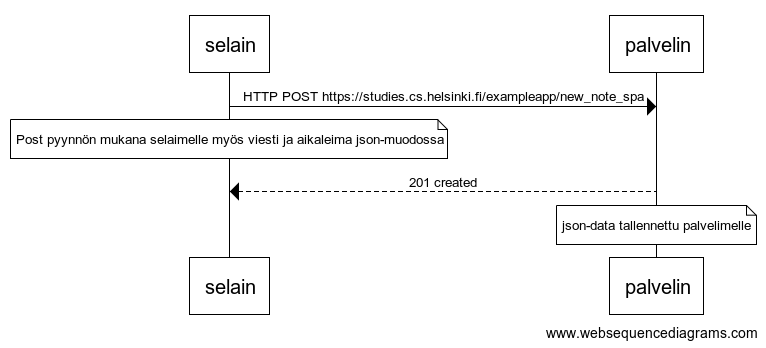 selain palvelin
HTTP POST https://studies.cs.helsinki.fi/exampleapp/new_note_spa
Post pyynnön mukana selaimelle myös viesti ja aikaleima json-muodossa
201 created
json-data tallennettu palvelimelle
selain palvelin
www.websequencediagrams.com